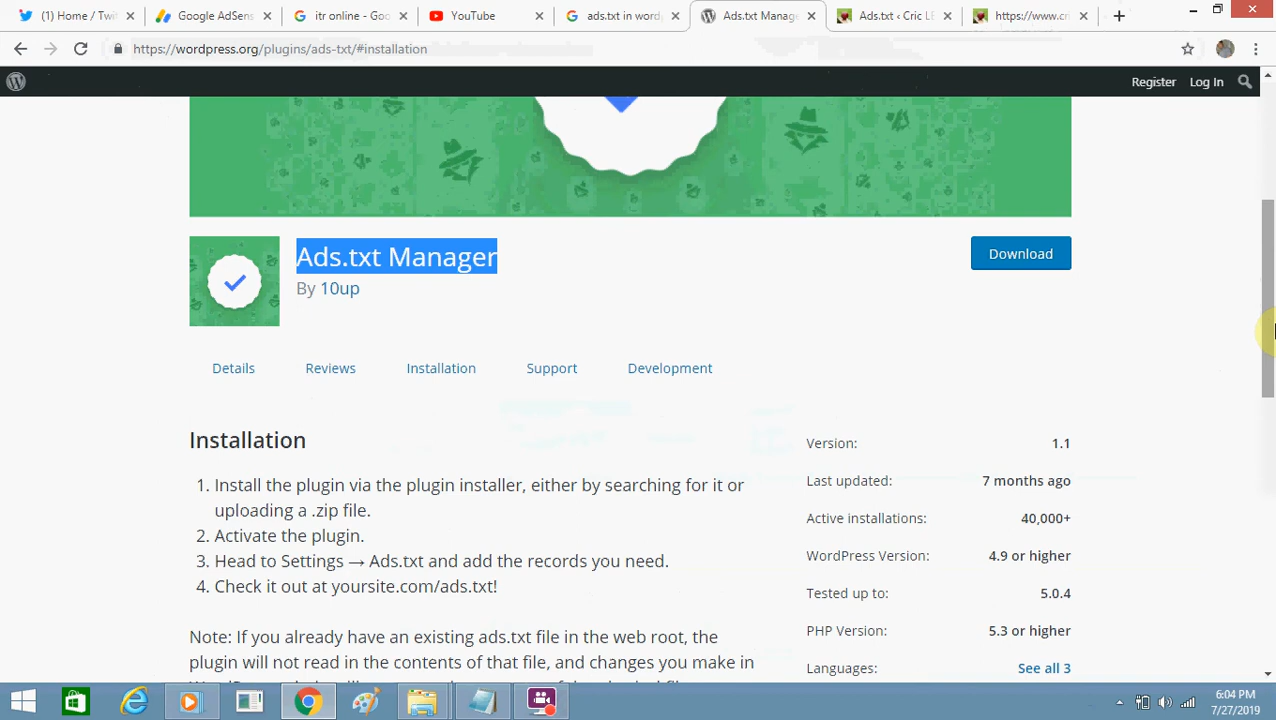 (1) Home / Twit
Google AdSens
itr online - Goo
YouTube
ads.txt in word
Ads.txt Manage
Ads.txt ‹ Cric LE
https://www.cri
https://wordpress.org/plugins/ads-txt/#installation
Register
Log In
Ads.txt Manager
Download
By 10up
Details
Reviews
Installation
Support
Development
Installation
1. Install the plugin via the plugin installer, either by searching for it or
uploading a .zip file.
2. Activate the plugin.
3. Head to Settings → Ads.txt and add the records you need.
4. Check it out at yoursite.com/ads.txt!
Note: If you already have an existing ads.txt file in the web root, the
plugin will not read in the contents of that file, and changes you make in
Version: 1.1
Last updated: 7 months ago
Active installations: 40,000+
WordPress Version: 4.9 or higher
Tested up to: 5.0.4
PHP Version: 5.3 or higher
Languages: See all 3
6:04 PM
7/27/2019